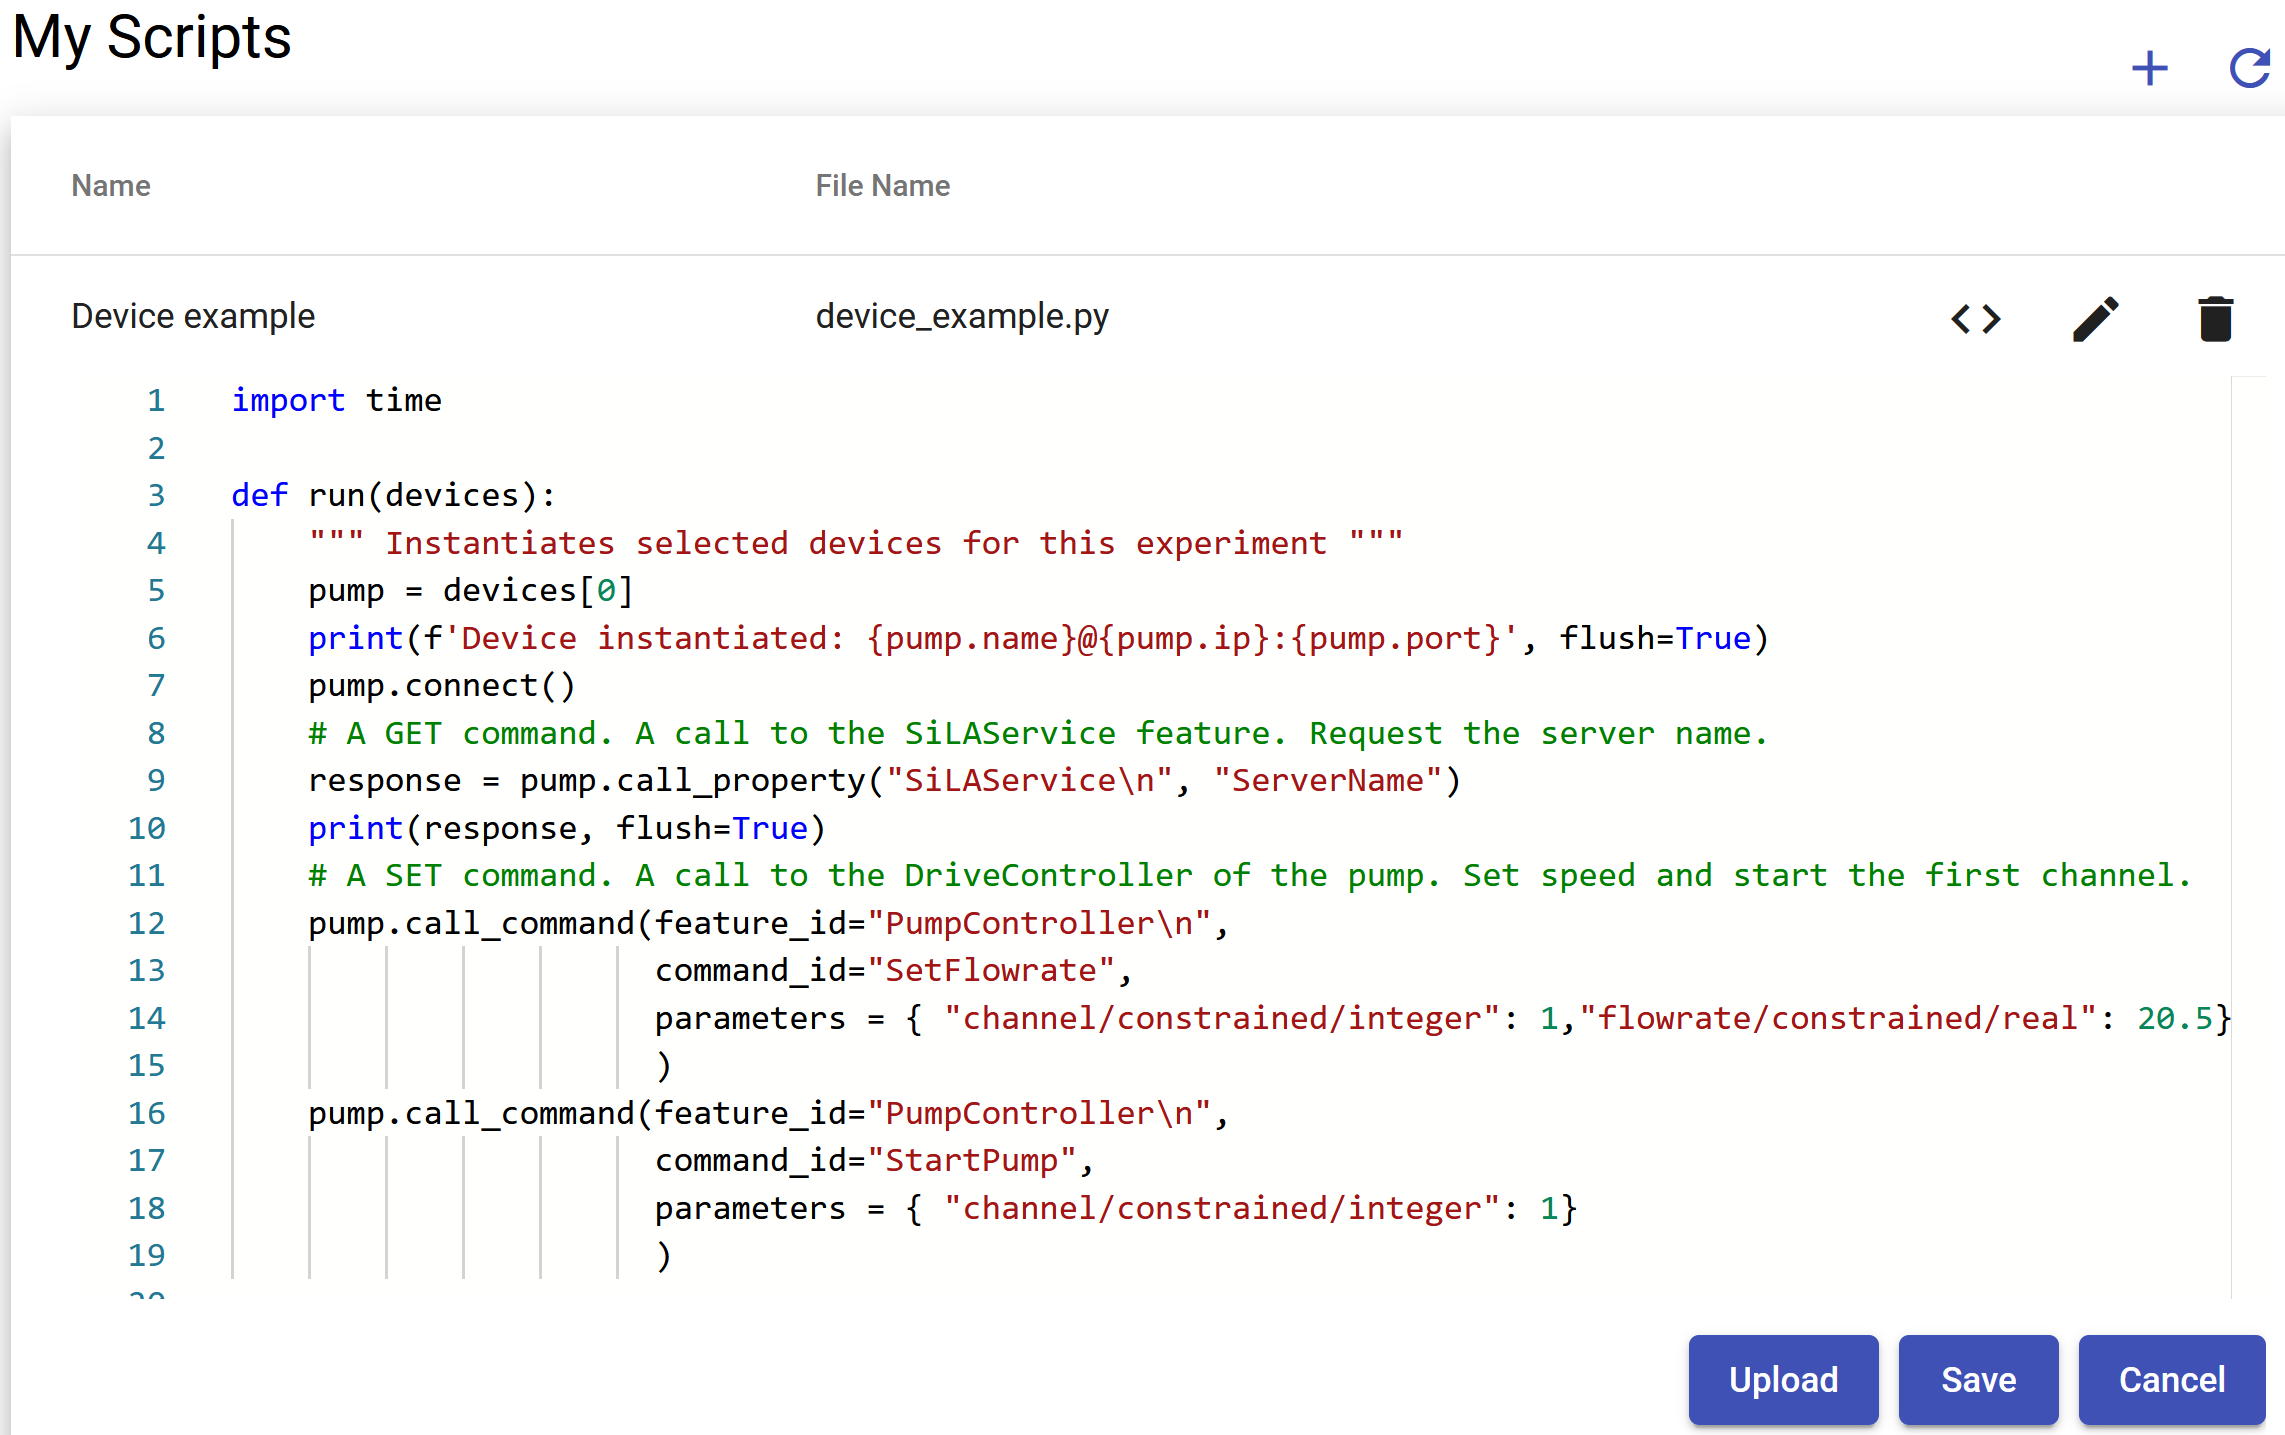 My Scripts
Name File Name
Device example device_example.py
1 import time
2
3 def run(devices):
4     """ Instantiates selected devices for this experiment """
5     pump = devices[0]
6     print(f'Device instantiated: {pump.name}@{pump.ip}:{pump.port}', flush=True)
7     pump.connect()
8     # A GET command. A call to the SiLAService feature. Request the server name.
9     response = pump.call_property("SiLAService\n", "ServerName")
10     print(response, flush=True)
11     # A SET command. A call to the DriveController of the pump. Set speed and start the first channel.
12     pump.call_command(feature_id="PumpController\n",
13                       command_id="SetFlowrate",
14                       parameters = { "channel/constrained/integer": 1,"flowrate/constrained/real": 20.5}
15                       )
16     pump.call_command(feature_id="PumpController\n",
17                       command_id="StartPump",
18                       parameters = { "channel/constrained/integer": 1}
19                       )
20
Upload Save Cancel